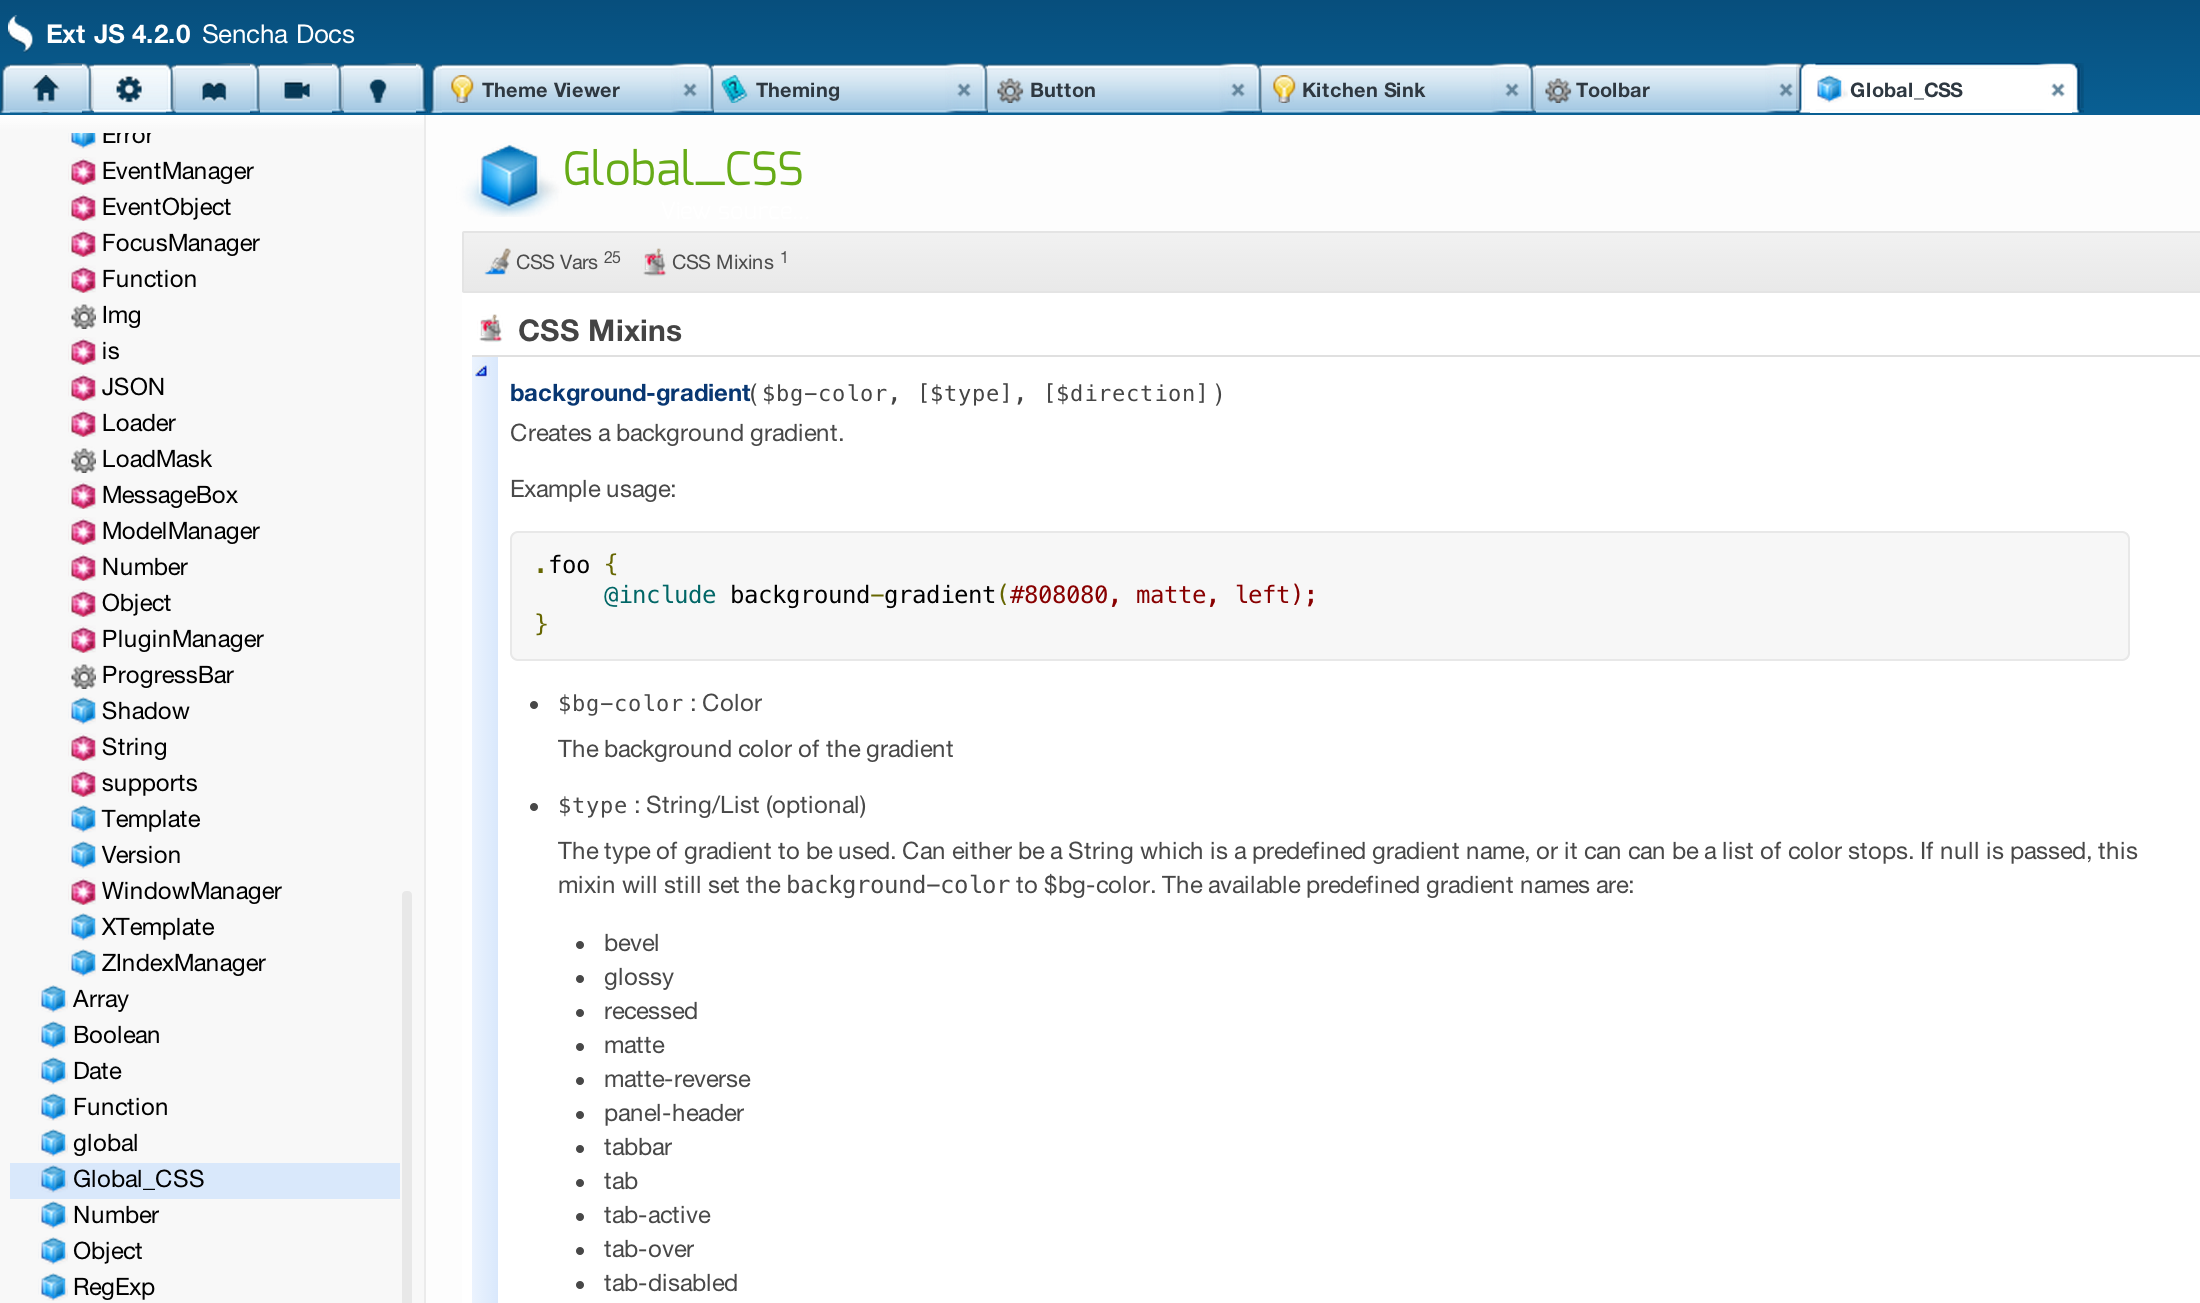 Ext JS 4.2.0 Sencha Docs
Theme Viewer
Theming
Button
Kitchen Sink
Toolbar
Global_CSS
Error
EventManager
EventObject
FocusManager
Function
Img
is
JSON
Loader
LoadMask
MessageBox
ModelManager
Number
Object
PluginManager
ProgressBar
Shadow
String
supports
Template
Version
WindowManager
XTemplate
ZIndexManager
Array
Boolean
Date
Function
global
Global_CSS
Number
Object
RegExp
Global_CSS
CSS Vars 25 CSS Mixins 1
CSS Mixins
background-gradient( $bg-color, [$type], [$direction] )
Creates a background gradient.
Example usage:
.foo {
@include background-gradient(#808080, matte, left);
}
$bg-color : Color
The background color of the gradient
$type : String/List (optional)
The type of gradient to be used. Can either be a String which is a predefined gradient name, or it can can be a list of color stops. If null is passed, this
mixin will still set the background-color to $bg-color. The available predefined gradient names are:
bevel
glossy
recessed
matte
matte-reverse
panel-header
tabbar
tab
tab-active
tab-over
tab-disabled